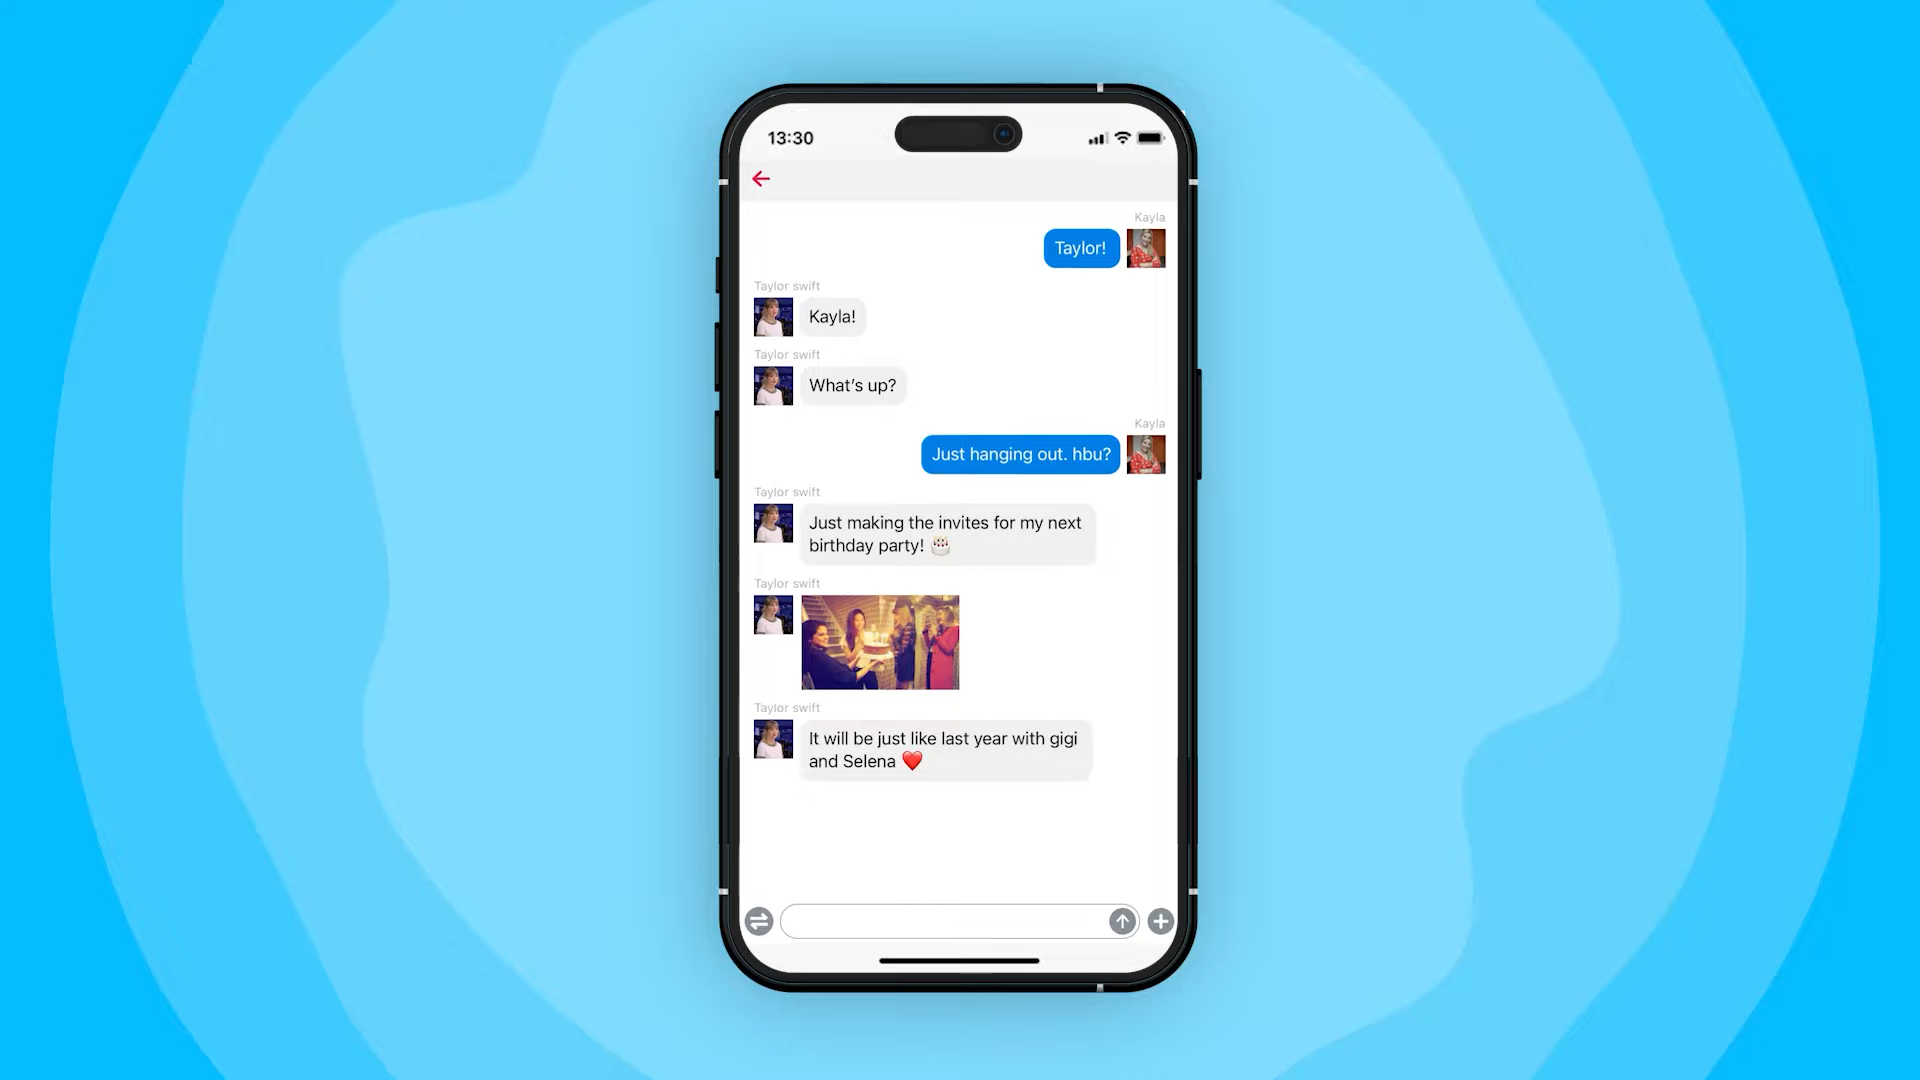 13:30
Kayla
Taylor!
Taylor swift
Kayla!
Taylor swift
What's up?
Kayla
Just hanging out. hbu?
Taylor swift
Just making the invites for my next
birthday party! 🎂
Taylor swift
Taylor swift
It will be just like last year with gigi
and Selena ❤️